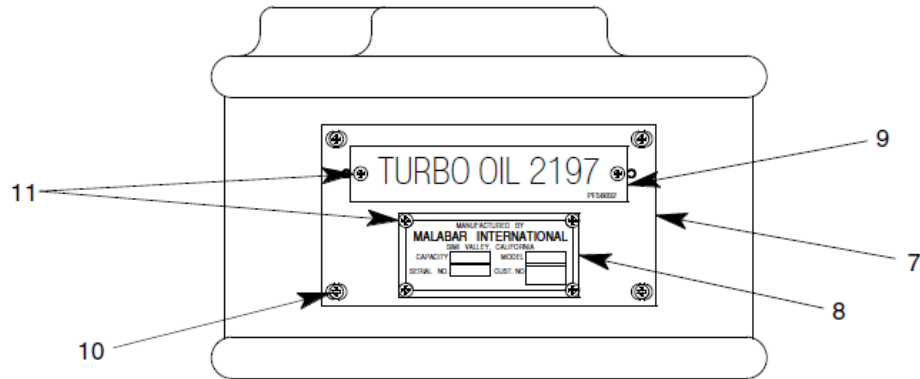 TURBO OIL 2197
PF56892
MANUFACTURED BY
MALABAR INTERNATIONAL
SIMI VALLEY, CALIFORNIA
CAPACITY MODEL
SERIAL NO. CUST. NO.
9
11
7
8
10